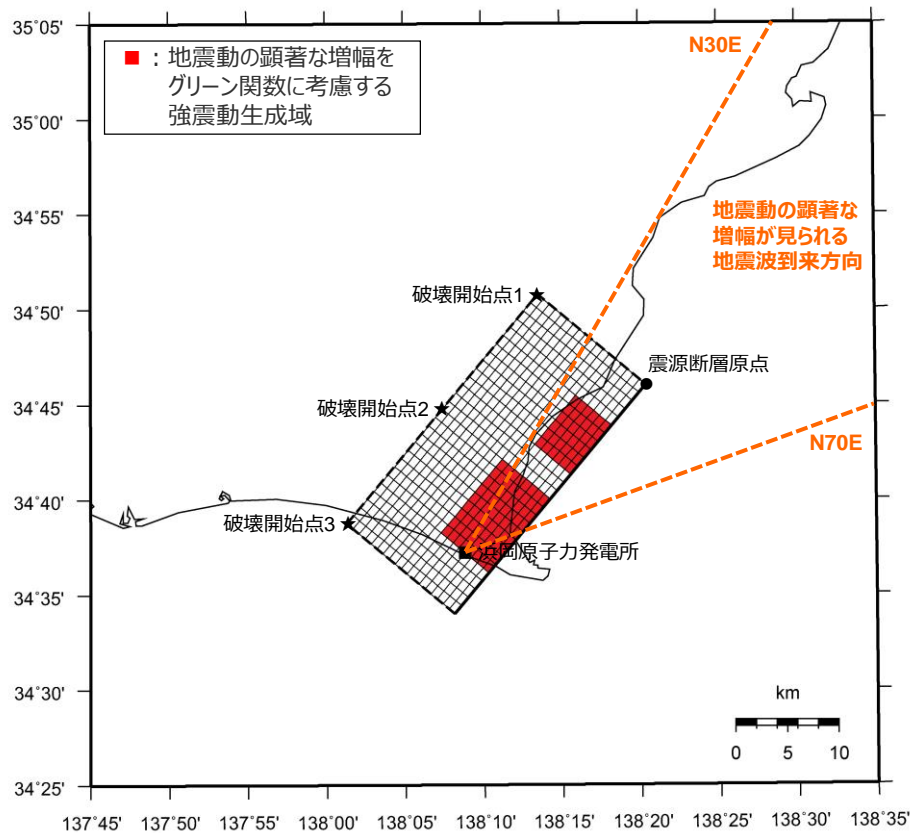 35°05'
N30E
■ : 地震動の顕著な増幅を
グリーン関数に考慮する
強震動生成域
35°00'
34°55'
地震動の顕著な
増幅が見られる
地震波到来方向
34°50'
破壊開始点1
震源断層原点
34°45'
破壊開始点2
N70E
34°40'
破壊開始点3
浜岡原子力発電所
34°35'
34°30'
km
0 5 10
34°25'
137°45' 137°50' 137°55' 138°00' 138°05' 138°10' 138°15' 138°20' 138°25' 138°30' 138°35'